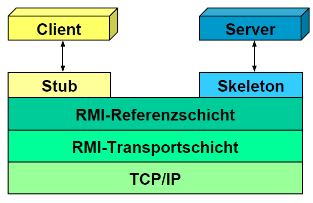 Client
Server
Stub
Skeleton
RMI-Referenzschicht
RMI-Transportschicht
TCP/IP